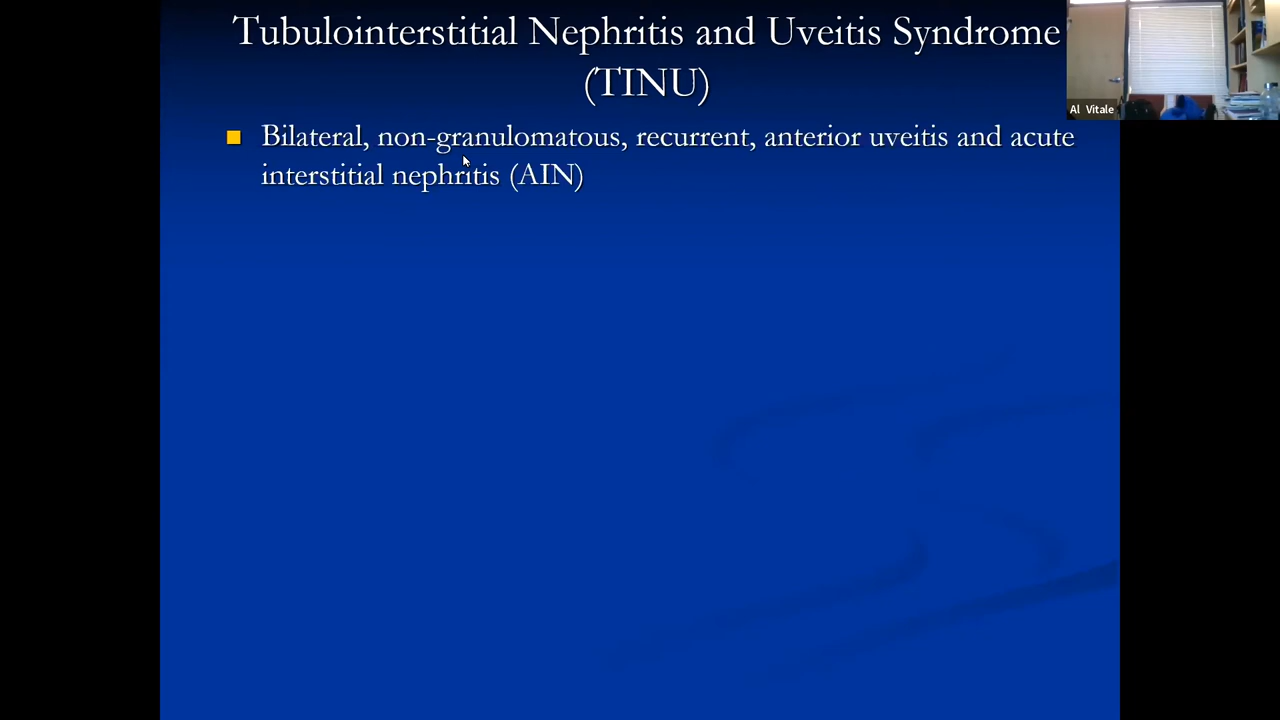 Tubulointerstitial Nephritis and Uveitis Syndrome
(TINU)
Al Vitale
Bilateral, non-granulomatous, recurrent, anterior uveitis and acute
interstitial nephritis (AIN)